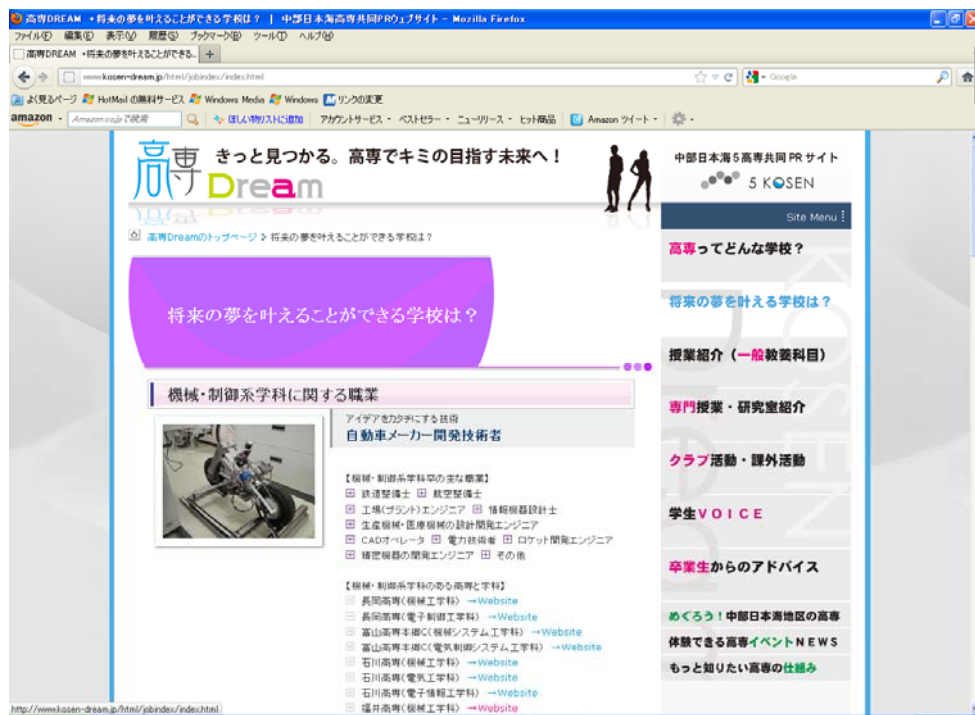 高専DREAM ・将来の夢を叶えることができる学校は？ | 中部日本海高専共同PRウェブサイト - Mozilla Firefox
ファイル(F) 編集(E) 表示(V) 履歴(S) ブックマーク(B) ツール(T) ヘルプ(H)
高専DREAM ・将来の夢を叶えることができる... +
www.kosen-dream.jp/html/jobindex/index.html
Google
よく見るページ HotMail の無料サービス Windows Media Windows リンクの変更
amazon Amazon.co.jpで検索 ほしい物リストに追加 アカウントサービス ベストセラー ニューリリース ヒット商品 Amazon ツイート
高専Dream
きっと見つかる。高専でキミの目指す未来へ！
中部日本海5高専共同PRサイト
5 KOSEN
Site Menu
高専Dreamのトップページ > 将来の夢を叶えることができる学校は？
将来の夢を叶えることができる学校は？
機械・制御系学科に関する職業
アイデアをカタチにする技術
自動車メーカー開発技術者
【機械・制御系学科卒の主な職業】
鉄道整備士 航空整備士
工場(プラント)エンジニア 情報機器設計士
生産機械・医療機械の設計開発エンジニア
CADオペレータ 電力技術者 ロケット開発エンジニア
精密機器の開発エンジニア その他
【機械・制御系学科のある高専と学科】
長岡高専(機械工学科) →Website
長岡高専(電子制御工学科) →Website
富山高専本郷C(機械システム工学科) →Website
富山高専本郷C(電気制御システム工学科) →Website
石川高専(機械工学科) →Website
石川高専(電気工学科) →Website
石川高専(電子情報工学科) →Website
福井高専(機械工学科) →Website
高専ってどんな学校？
将来の夢を叶える学校は？
授業紹介（一般教養科目）
専門授業・研究室紹介
クラブ活動・課外活動
学生VOICE
卒業生からのアドバイス
めぐろう！中部日本海地区の高専
体験できる高専イベントNEWS
もっと知りたい高専の仕組み
KOSEN
Dream
http://www.kosen-dream.jp/html/jobindex/index.html